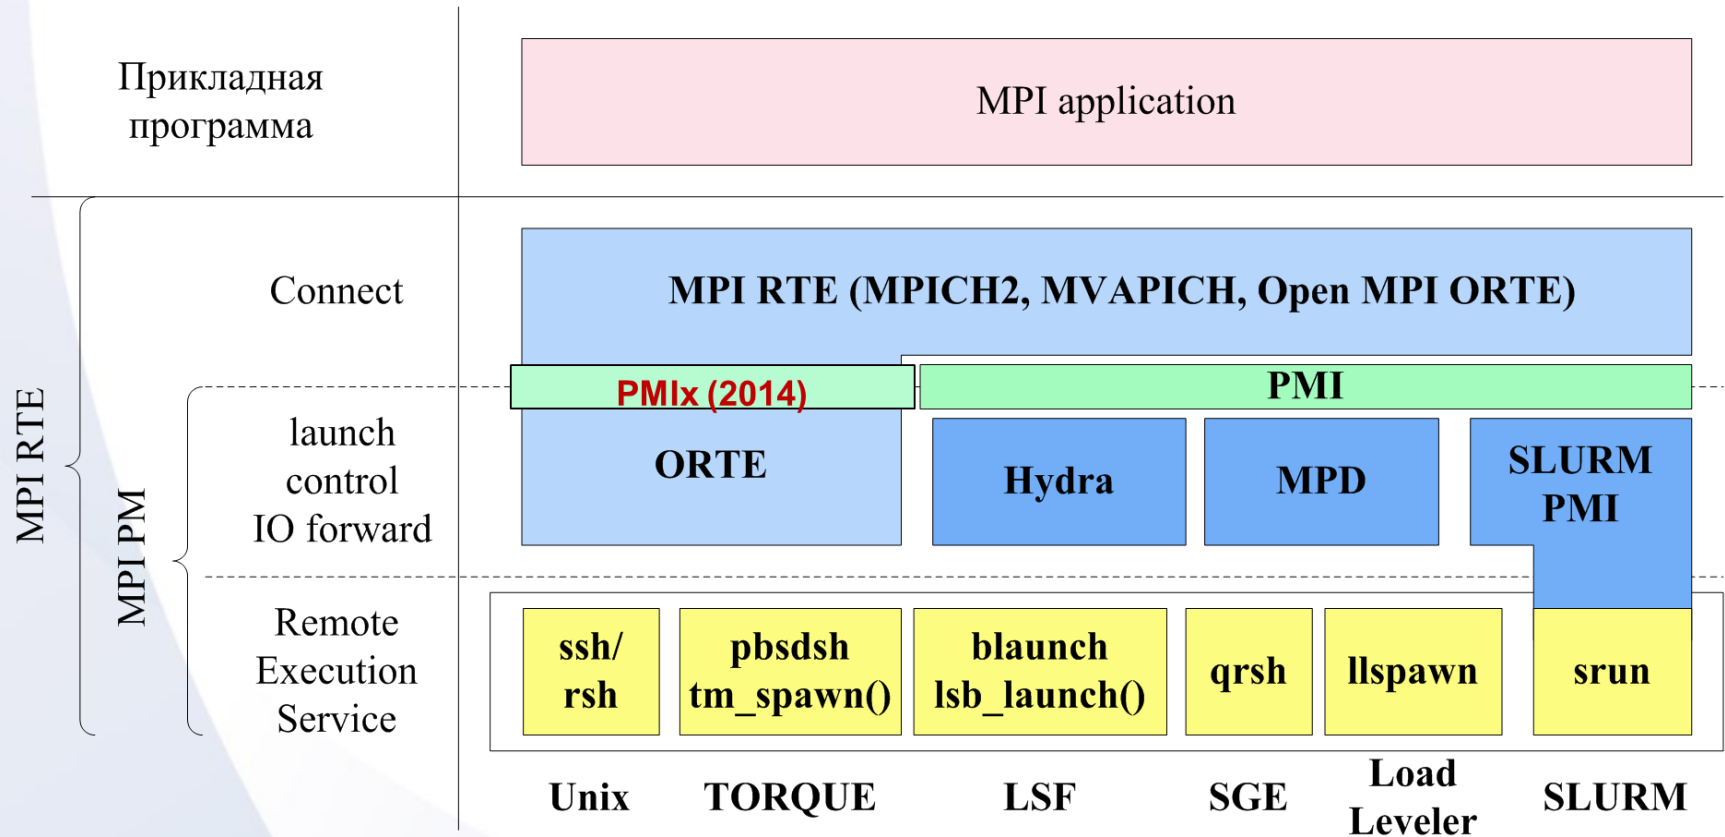 Прикладная
программа
MPI application
Connect
MPI RTE (MPICH2, MVAPICH, Open MPI ORTE)
PMIx (2014)
PMI
MPI RTE
MPI PM
launch
control
IO forward
ORTE
Hydra
MPD
SLURM
PMI
Remote
Execution
Service
ssh/
rsh
pbsdsh
tm_spawn()
blaunch
lsb_launch()
qrsh
llspawn
srun
Unix
TORQUE
LSF
SGE
Load
Leveler
SLURM